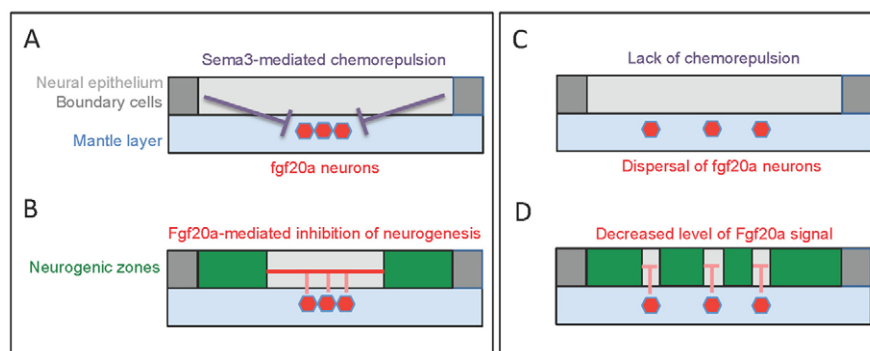 A
Sema3-mediated chemorepulsion
Neural epithelium
Boundary cells
Mantle layer
fgf20a neurons
B
Fgf20a-mediated inhibition of neurogenesis
Neurogenic zones
C
Lack of chemorepulsion
Dispersal of fgf20a neurons
D
Decreased level of Fgf20a signal